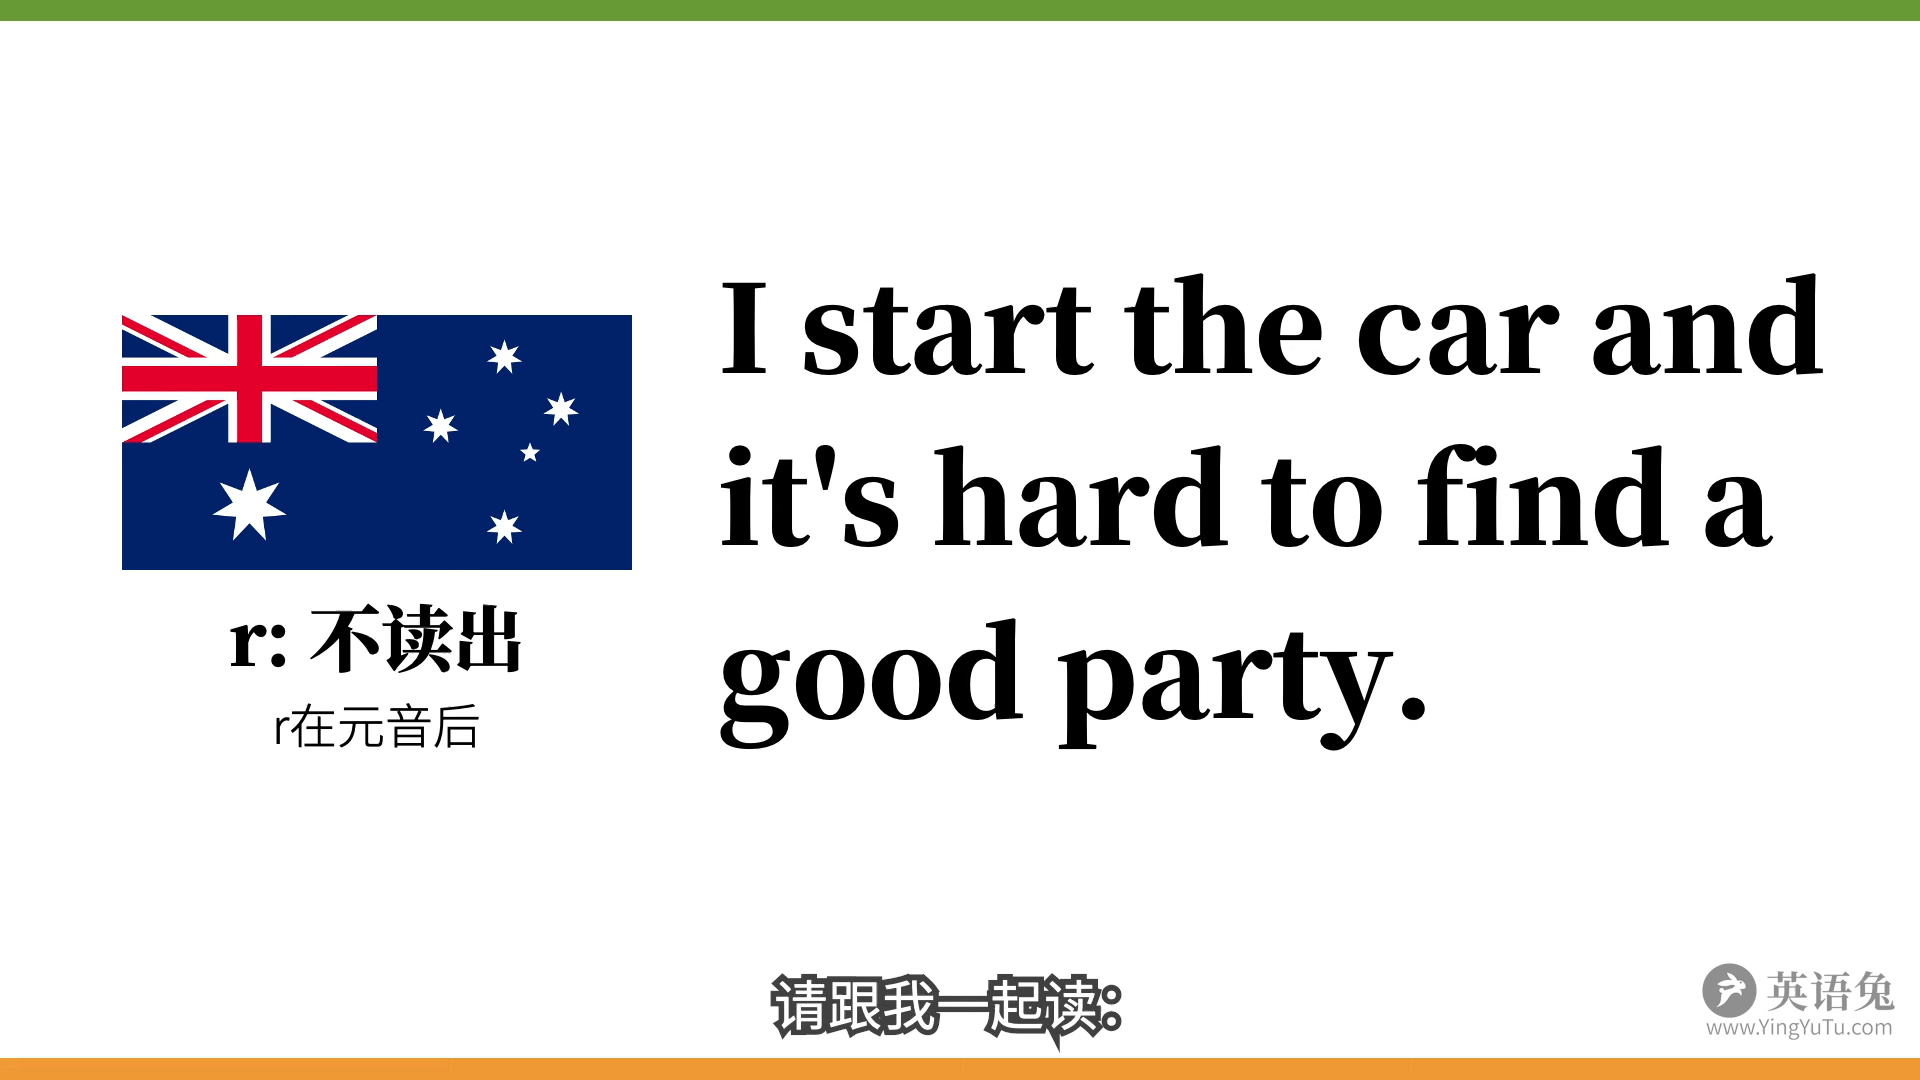 I start the car and
it's hard to find a
good party.
r: 不读出
r在元音后
请跟我一起读:
英语兔
www.YingYuTu.com